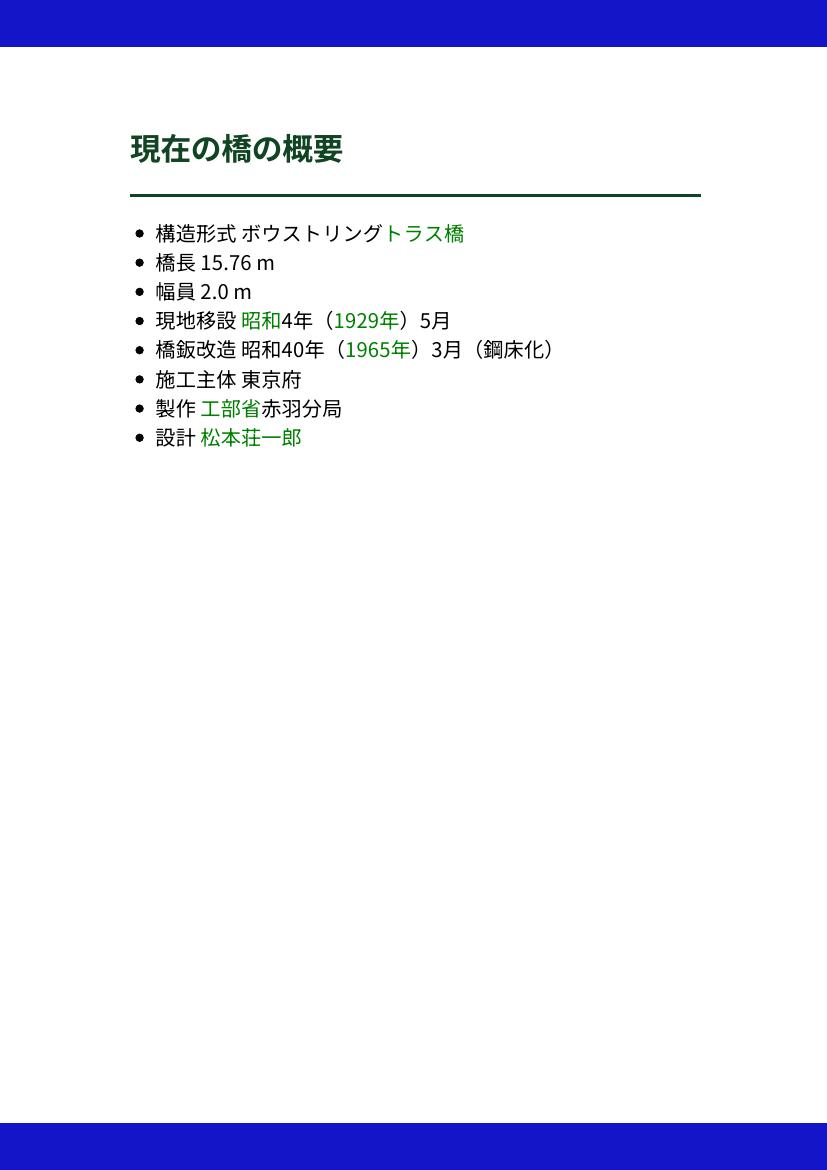 現在の橋の概要
構造形式 ボウストリングトラス橋
橋長 15.76 m
幅員 2.0 m
現地移設 昭和4年（1929年）5月
橋鈑改造 昭和40年（1965年）3月（鋼床化）
施工主体 東京府
製作 工部省赤羽分局
設計 松本荘一郎